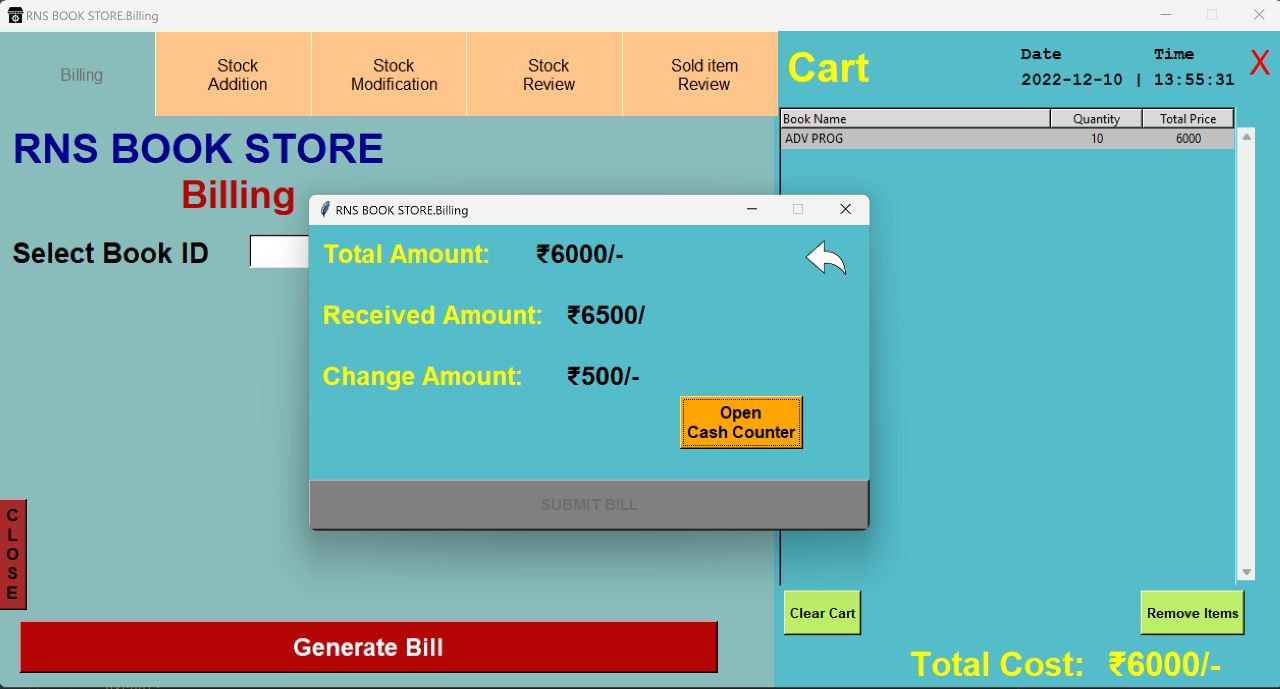 RNS BOOK STORE.Billing
Billing
Stock
Addition
Stock
Modification
Stock
Review
Sold item
Review
Cart
Date Time
2022-12-10 | 13:55:31
X
Book Name Quantity Total Price
ADV PROG 10 6000
RNS BOOK STORE
Billing
Select Book ID
RNS BOOK STORE.Billing
Total Amount: ₹6000/-
Received Amount: ₹6500/
Change Amount: ₹500/-
Open
Cash Counter
SUBMIT BILL
C
L
O
S
E
Generate Bill
Clear Cart
Remove Items
Total Cost: ₹6000/-